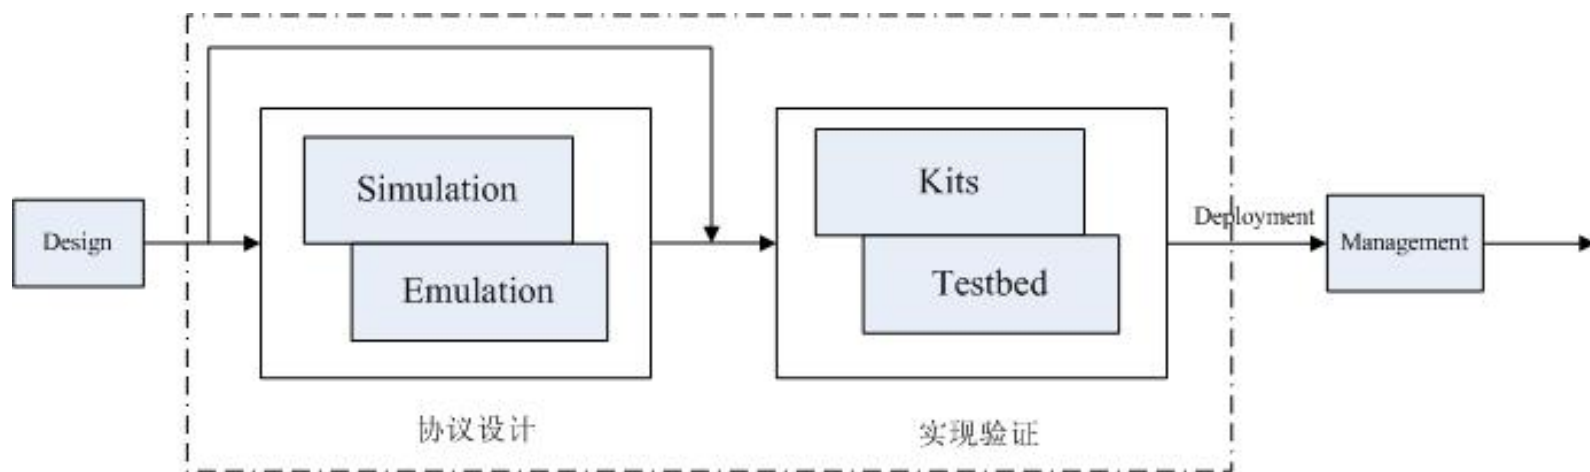 Design
Simulation
Emulation
协议设计
Kits
Testbed
实现验证
Deployment
Management